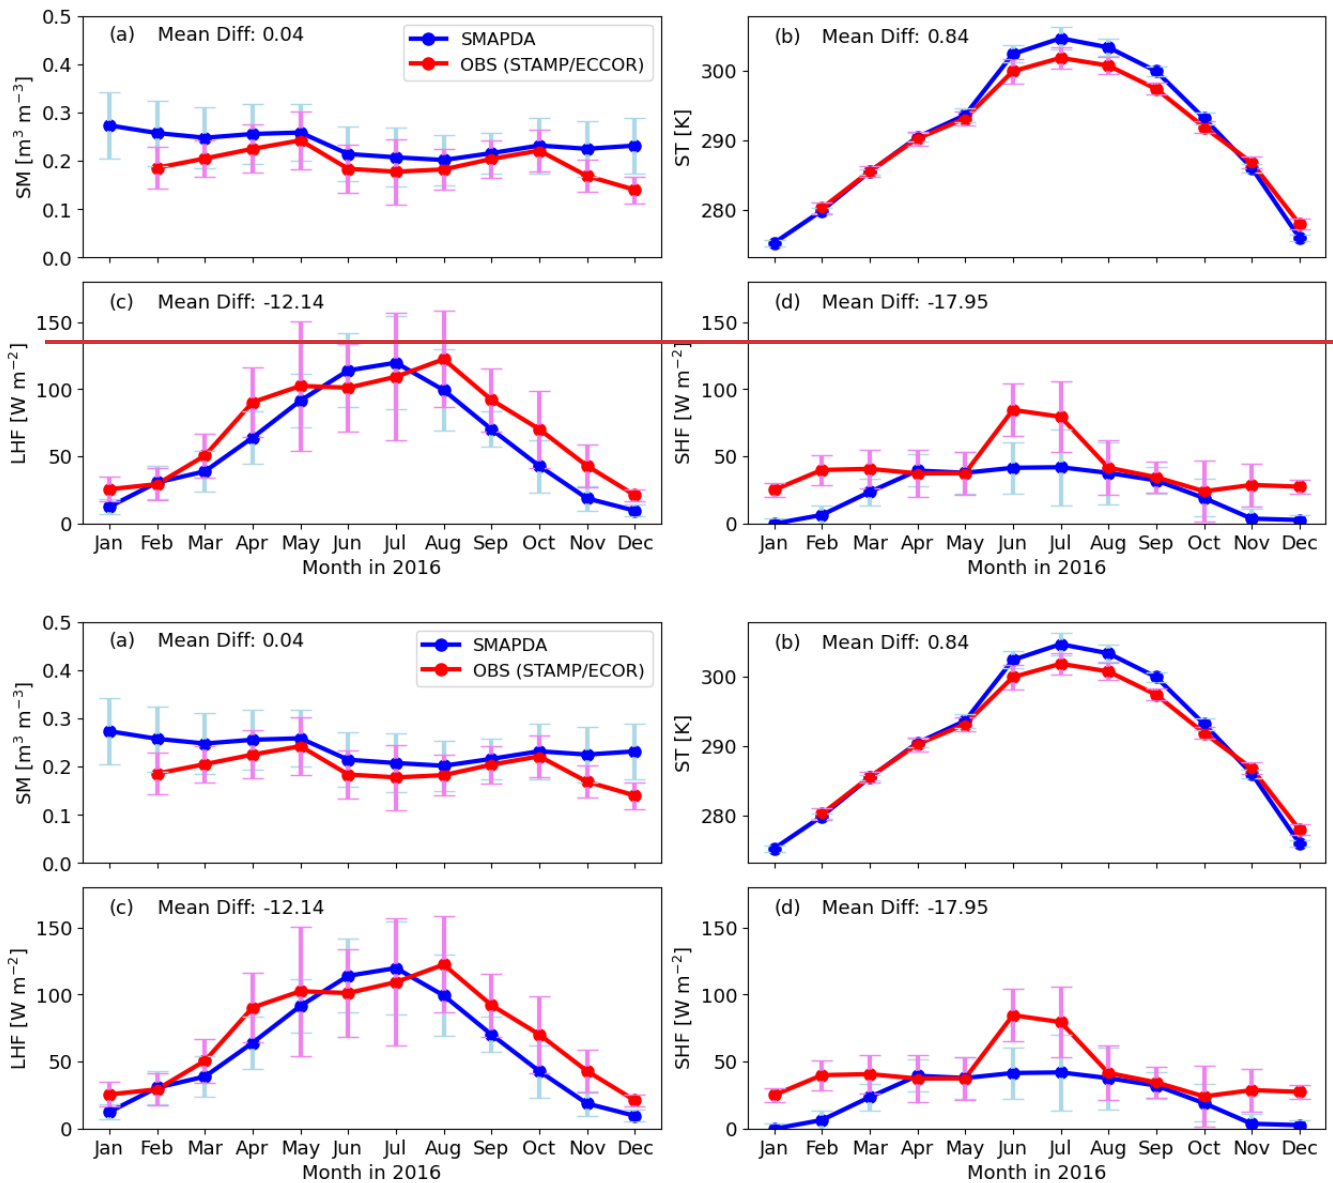 (a) Mean Diff: 0.04
SMAPDA
OBS (STAMP/ECCOR)
SM [m³ m⁻³]
0.5
0.4
0.3
0.2
0.1
0.0
(b) Mean Diff: 0.84
ST [K]
300
290
280
(c) Mean Diff: -12.14
LHF [W m⁻²]
150
100
50
0
Jan Feb Mar Apr May Jun Jul Aug Sep Oct Nov Dec
Month in 2016
(d) Mean Diff: -17.95
SHF [W m⁻²]
150
100
50
0
Jan Feb Mar Apr May Jun Jul Aug Sep Oct Nov Dec
Month in 2016
(a) Mean Diff: 0.04
SMAPDA
OBS (STAMP/ECOR)
SM [m³ m⁻³]
0.5
0.4
0.3
0.2
0.1
0.0
(b) Mean Diff: 0.84
ST [K]
300
290
280
(c) Mean Diff: -12.14
LHF [W m⁻²]
150
100
50
0
Jan Feb Mar Apr May Jun Jul Aug Sep Oct Nov Dec
Month in 2016
(d) Mean Diff: -17.95
SHF [W m⁻²]
150
100
50
0
Jan Feb Mar Apr May Jun Jul Aug Sep Oct Nov Dec
Month in 2016